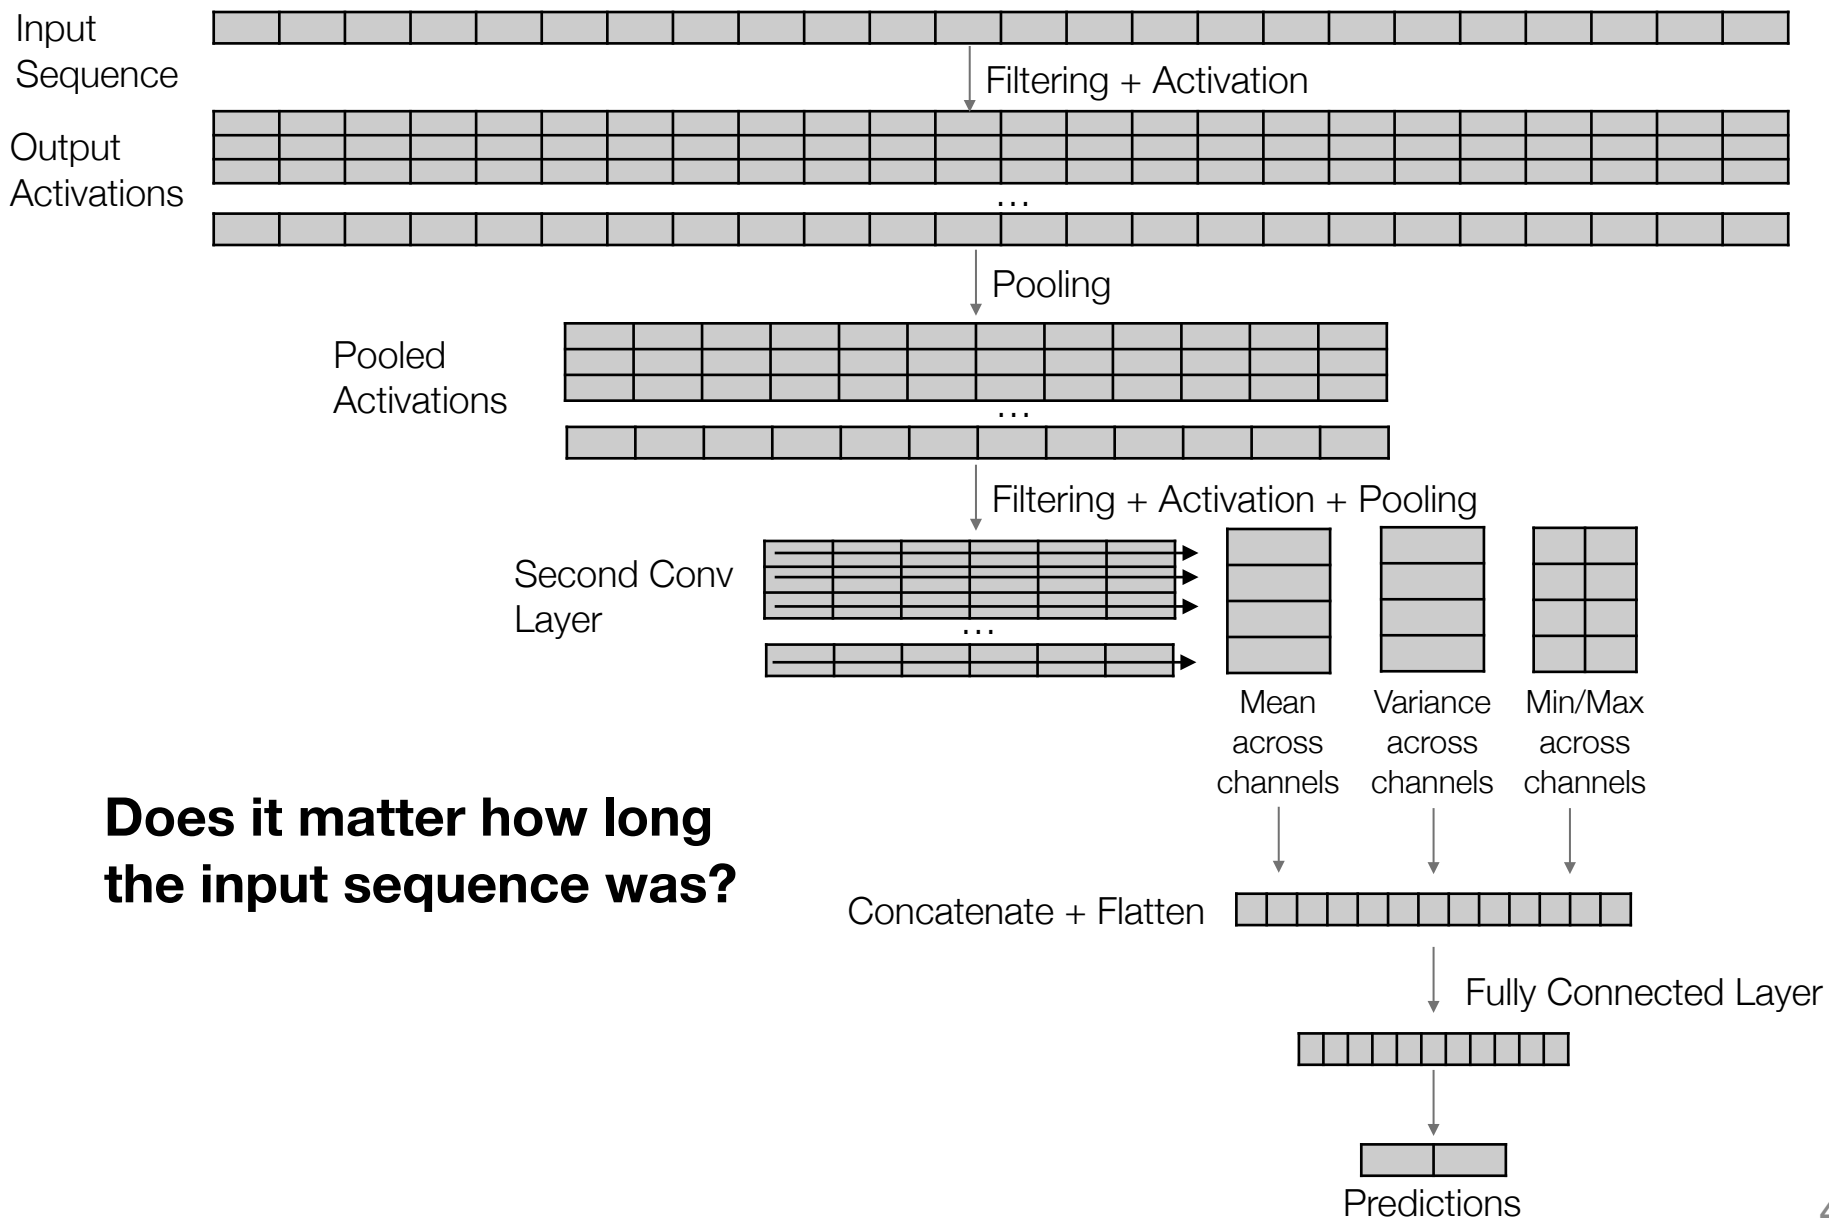 Input
Sequence
Filtering + Activation
Output
Activations
...
Pooling
Pooled
Activations
...
Filtering + Activation + Pooling
Second Conv
Layer
...
Mean
across
channels
Variance
across
channels
Min/Max
across
channels
Does it matter how long
the input sequence was?
Concatenate + Flatten
Fully Connected Layer
Predictions